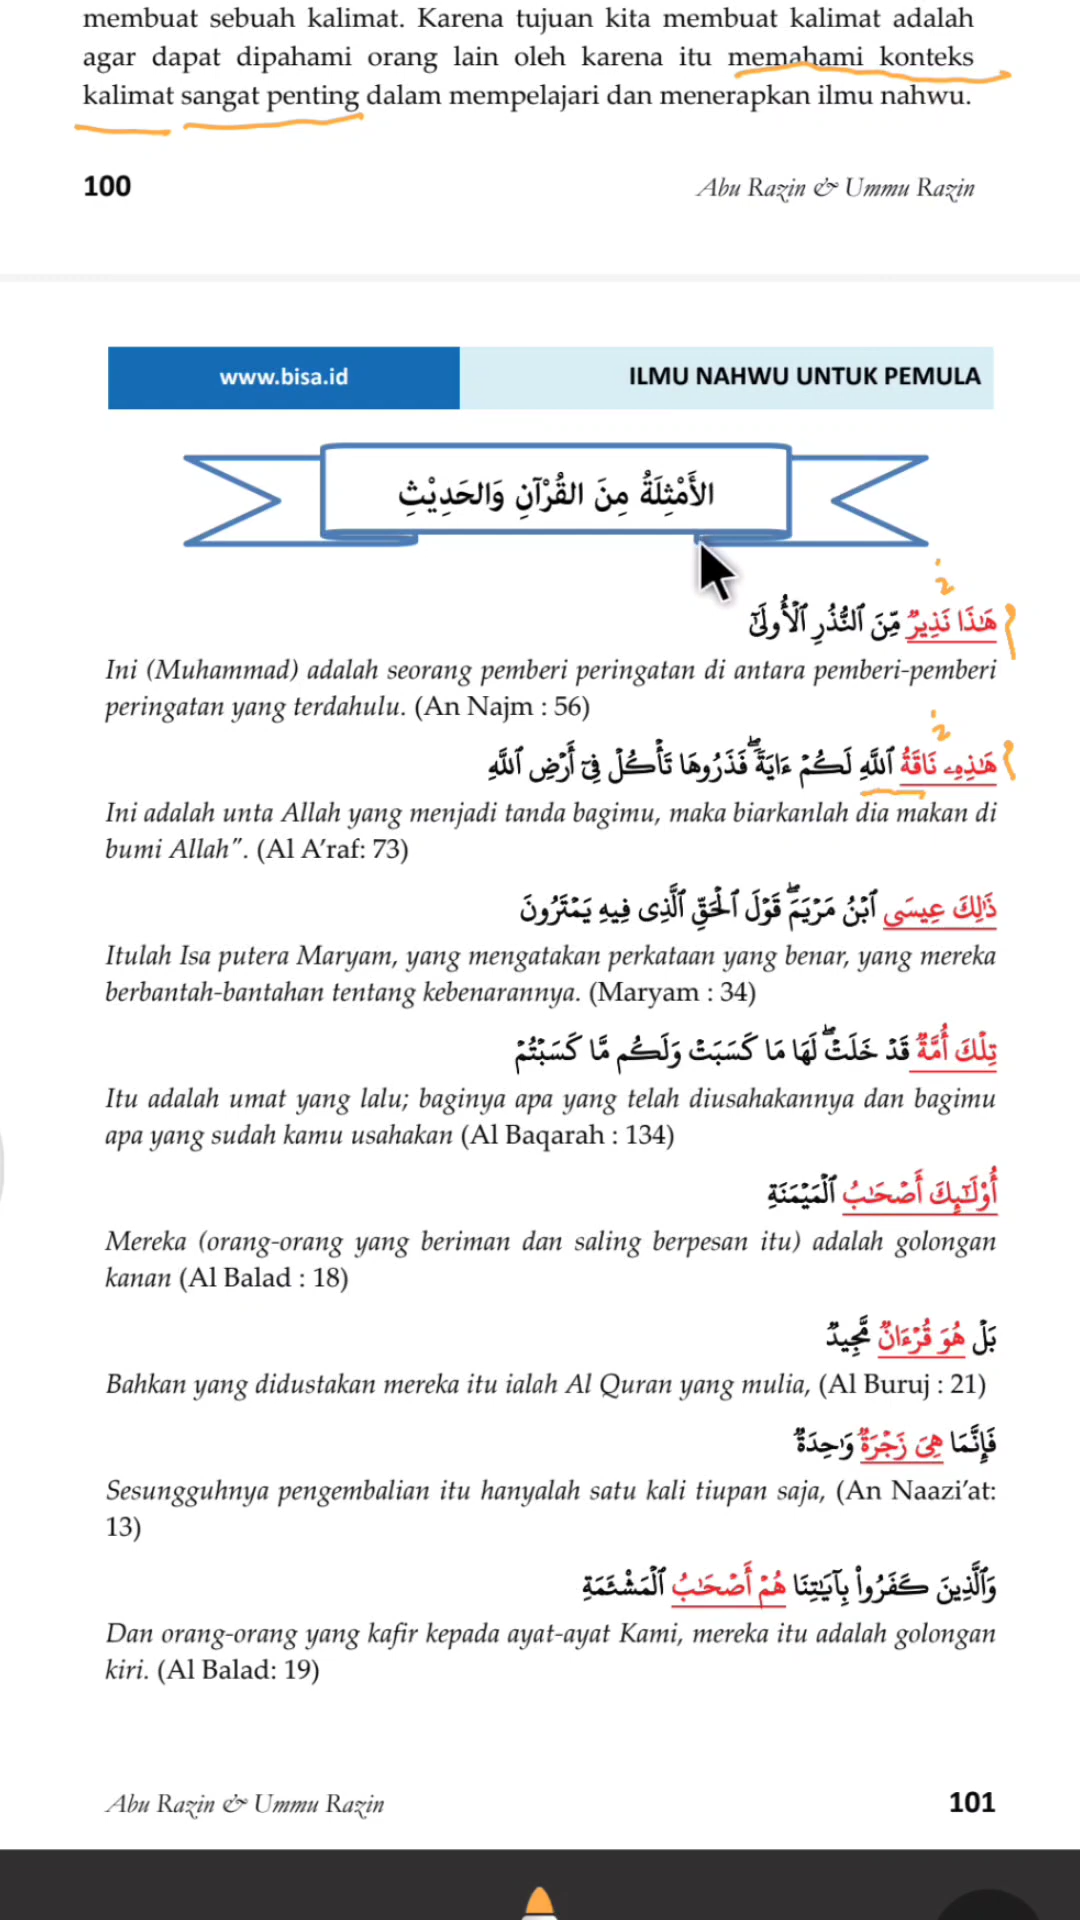 membuat sebuah kalimat. Karena tujuan kita membuat kalimat adalah
agar dapat dipahami orang lain oleh karena itu memahami konteks
kalimat sangat penting dalam mempelajari dan menerapkan ilmu nahwu.
100 Abu Razin & Ummu Razin
www.bisa.id ILMU NAHWU UNTUK PEMULA
الأَمْثِلَةُ مِنَ القُرْآنِ وَالحَدِيْثِ
هَٰذَا نَذِيرٌ مِّنَ ٱلنُّذُرِ ٱلْأُولَىٰٓ
Ini (Muhammad) adalah seorang pemberi peringatan di antara pemberi-pemberi
peringatan yang terdahulu. (An Najm : 56)
هَٰذِهِۦ نَاقَةُ ٱللَّهِ لَكُمْ ءَايَةًۖ فَذَرُوهَا تَأْكُلْ فِىٓ أَرْضِ ٱللَّهِ
Ini adalah unta Allah yang menjadi tanda bagimu, maka biarkanlah dia makan di
bumi Allah”. (Al A’raf: 73)
ذَٰلِكَ عِيسَى ٱبْنُ مَرْيَمَۖ قَوْلَ ٱلْحَقِّ ٱلَّذِى فِيهِ يَمْتَرُونَ
Itulah Isa putera Maryam, yang mengatakan perkataan yang benar, yang mereka
berbantah-bantahan tentang kebenarannya. (Maryam : 34)
تِلْكَ أُمَّةٌ قَدْ خَلَتْۖ لَهَا مَا كَسَبَتْ وَلَكُم مَّا كَسَبْتُمْ
Itu adalah umat yang lalu; baginya apa yang telah diusahakannya dan bagimu
apa yang sudah kamu usahakan (Al Baqarah : 134)
أُوْلَٰٓئِكَ أَصْحَٰبُ ٱلْمَيْمَنَةِ
Mereka (orang-orang yang beriman dan saling berpesan itu) adalah golongan
kanan (Al Balad : 18)
بَلْ هُوَ قُرْءَانٌ مَّجِيدٌ
Bahkan yang didustakan mereka itu ialah Al Quran yang mulia, (Al Buruj : 21)
فَإِنَّمَا هِىَ زَجْرَةٌ وَٰحِدَةٌ
Sesungguhnya pengembalian itu hanyalah satu kali tiupan saja, (An Naazi’at:
13)
وَٱلَّذِينَ كَفَرُواْ بِـَٔايَٰتِنَا هُمْ أَصْحَٰبُ ٱلْمَشْـَٔمَةِ
Dan orang-orang yang kafir kepada ayat-ayat Kami, mereka itu adalah golongan
kiri. (Al Balad: 19)
Abu Razin & Ummu Razin 101